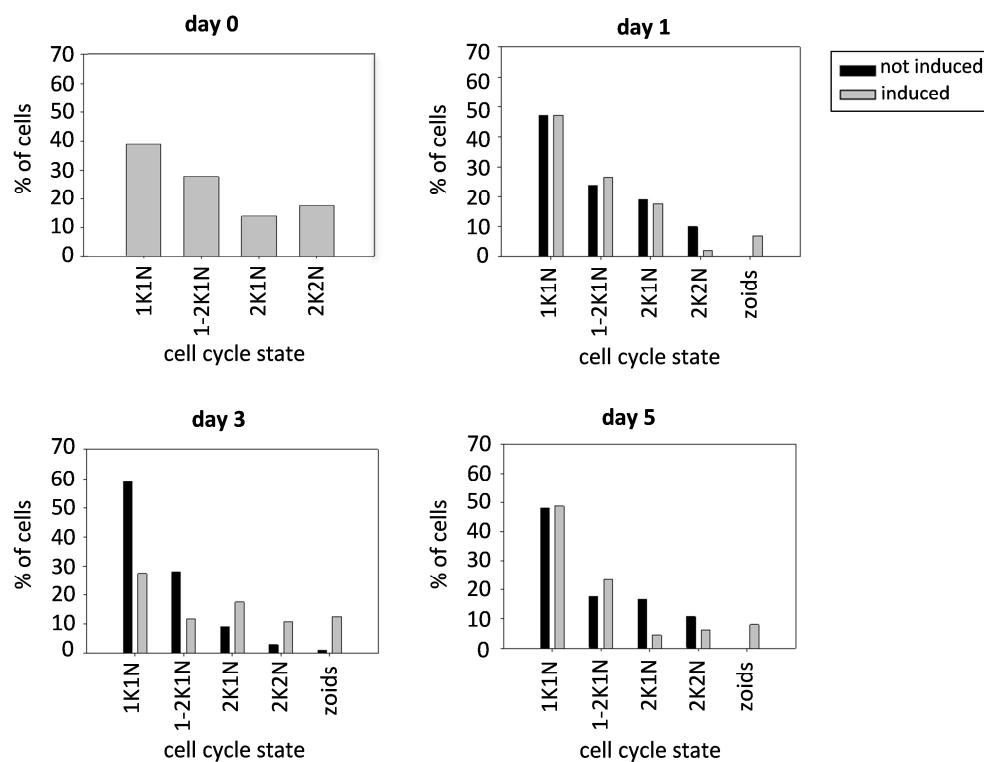 day 0
70
60
50
40
30
20
10
0
% of cells
1K1N
1-2K1N
2K1N
2K2N
cell cycle state
day 1
70
60
50
40
30
20
10
0
% of cells
1K1N
1-2K1N
2K1N
2K2N
zoids
cell cycle state
not induced
induced
day 3
70
60
50
40
30
20
10
0
% of cells
1K1N
1-2K1N
2K1N
2K2N
zoids
cell cycle state
day 5
70
60
50
40
30
20
10
0
% of cells
1K1N
1-2K1N
2K1N
2K2N
zoids
cell cycle state